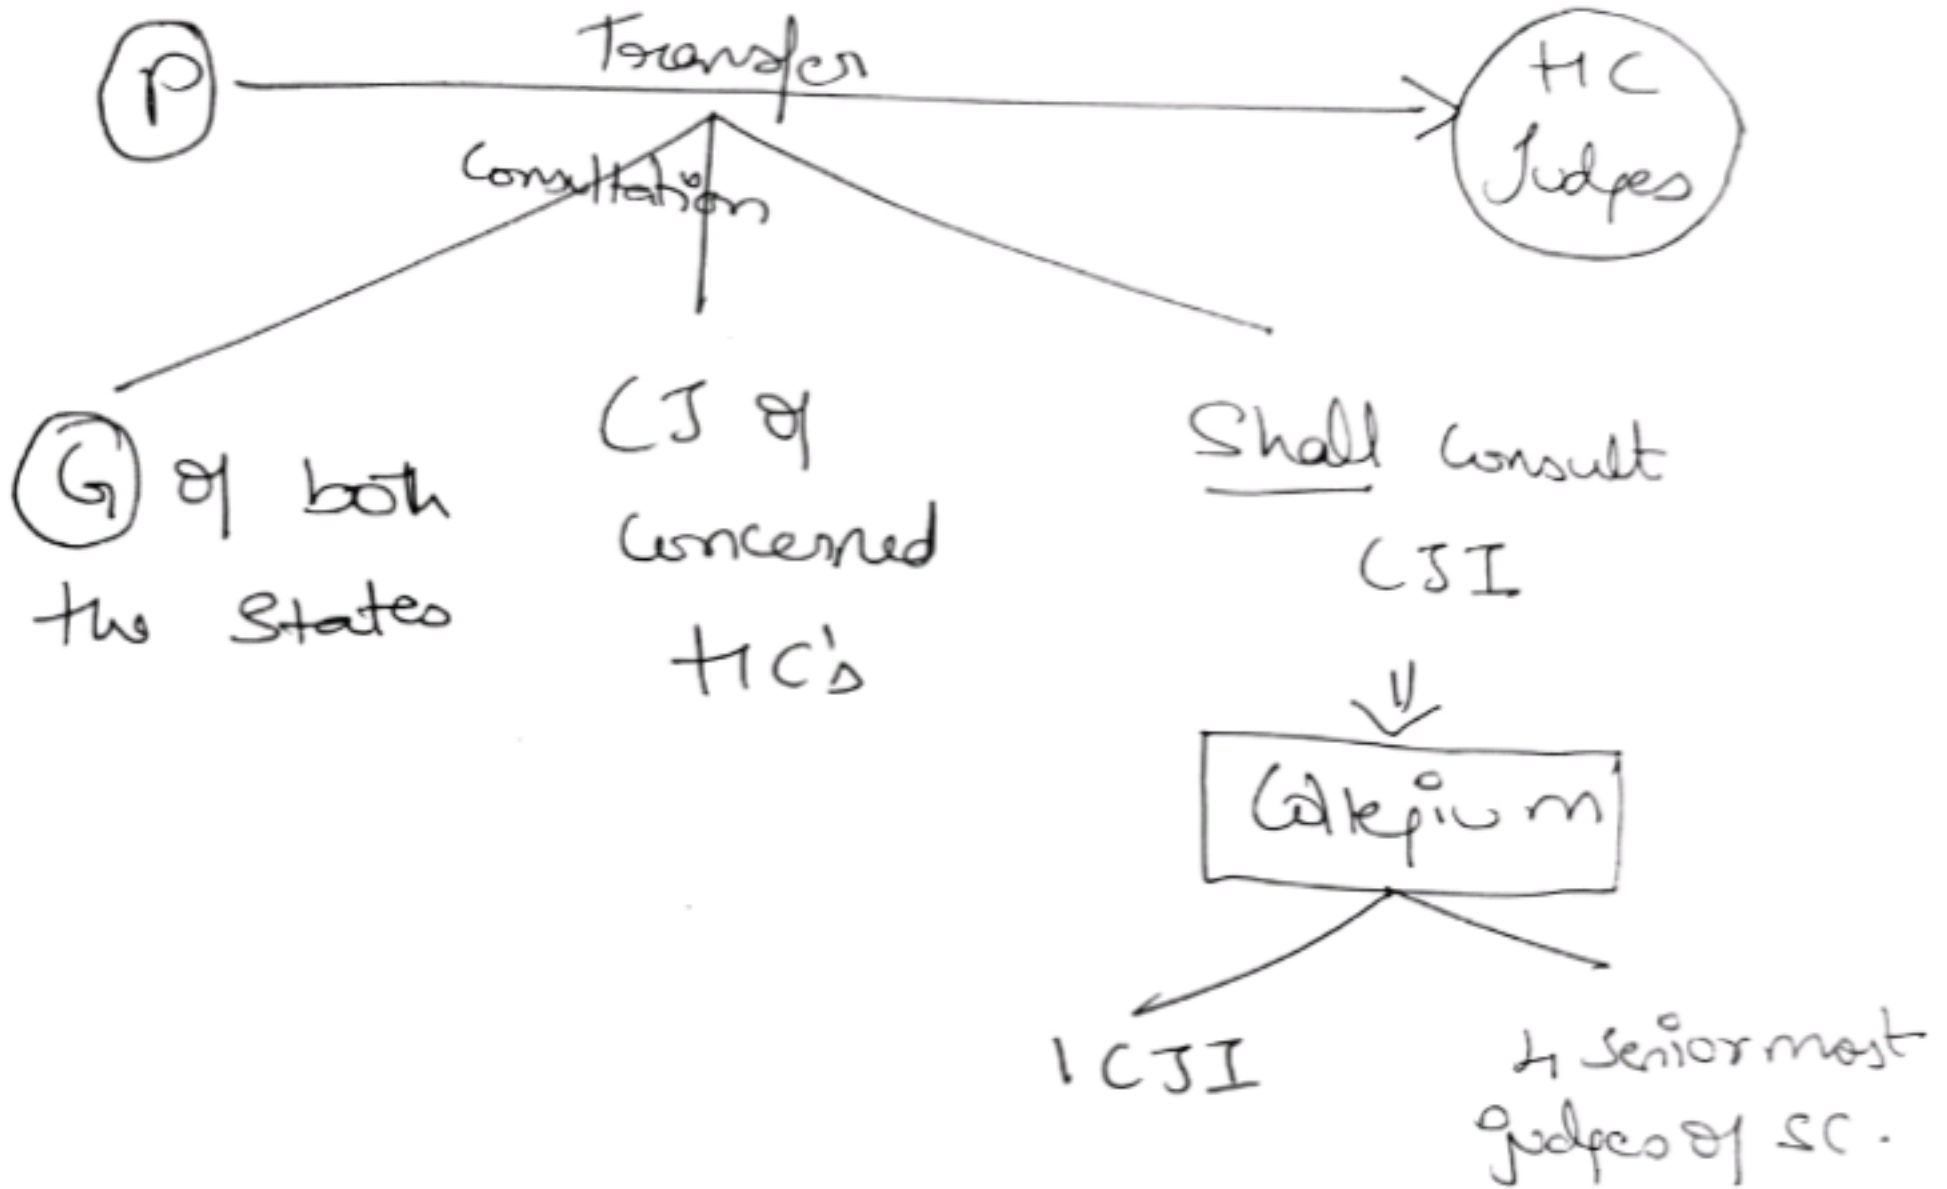 P
Transfer
HC
Judges
Consultation
G of both
the States
CJ of
Concerned
HC's
Shall Consult
CJI
Collegium
1 CJI
4 Senior most
judges of SC.